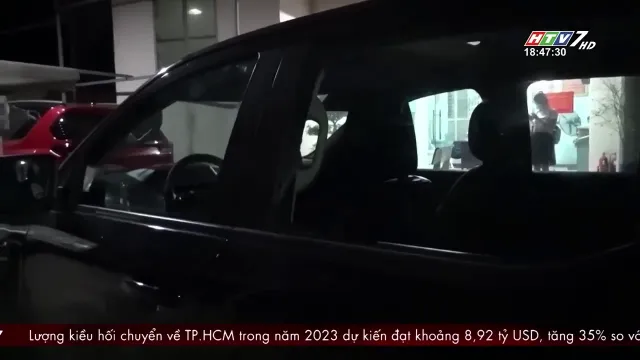 HTV7 HD
18:47:30
Lượng kiều hối chuyển về TP.HCM trong năm 2023 dự kiến đạt khoảng 8,92 tỷ USD, tăng 35% so vớ